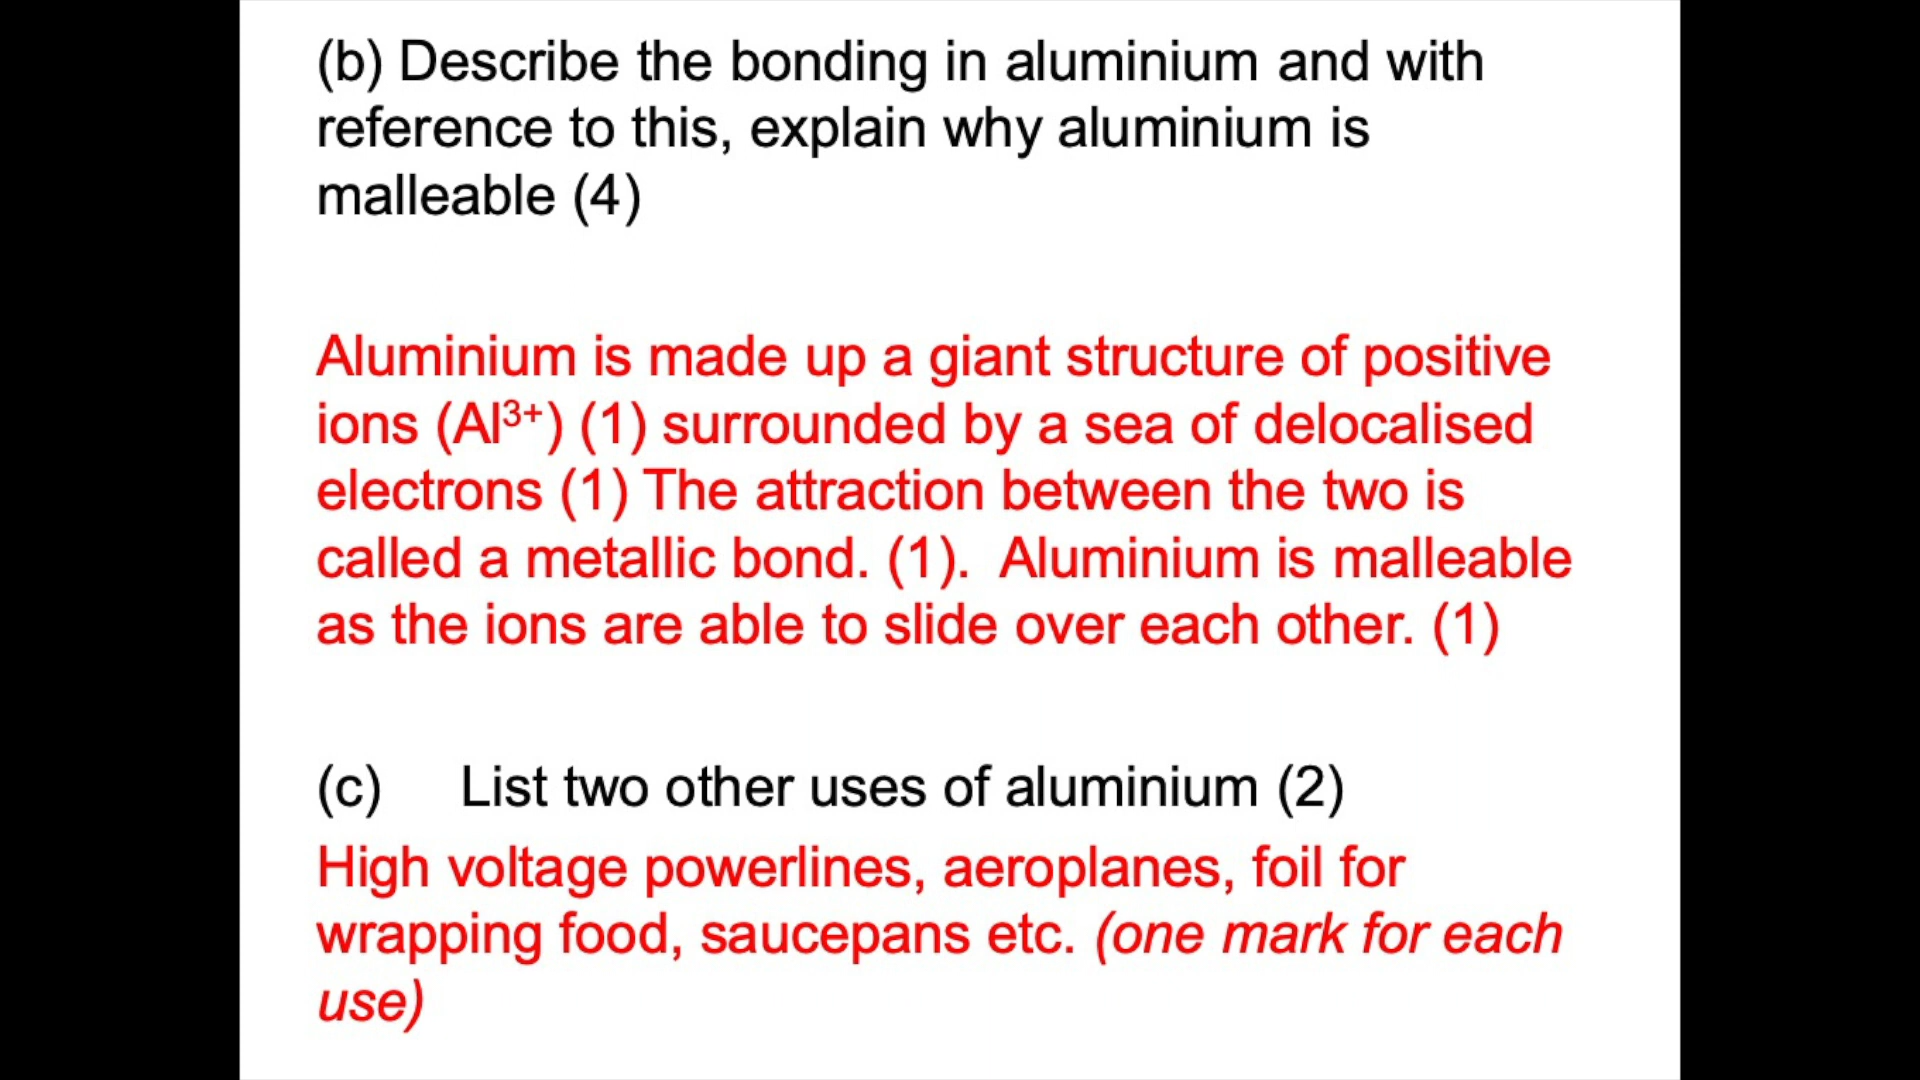 (b) Describe the bonding in aluminium and with
reference to this, explain why aluminium is
malleable (4)
Aluminium is made up a giant structure of positive
ions (Al³⁺) (1) surrounded by a sea of delocalised
electrons (1) The attraction between the two is
called a metallic bond. (1).  Aluminium is malleable
as the ions are able to slide over each other. (1)
(c) List two other uses of aluminium (2)
High voltage powerlines, aeroplanes, foil for
wrapping food, saucepans etc. (one mark for each
use)